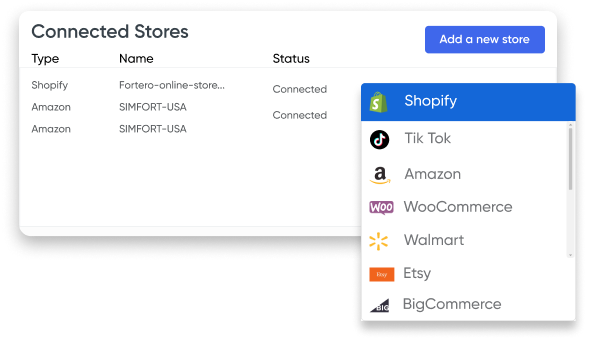 Connected Stores
Add a new store
Type Name Status
Shopify Fortero-online-store... Connected
Amazon SIMFORT-USA Connected
Amazon SIMFORT-USA
Shopify
Tik Tok
Amazon
Woo WooCommerce
Walmart
Etsy Etsy
BIG BigCommerce